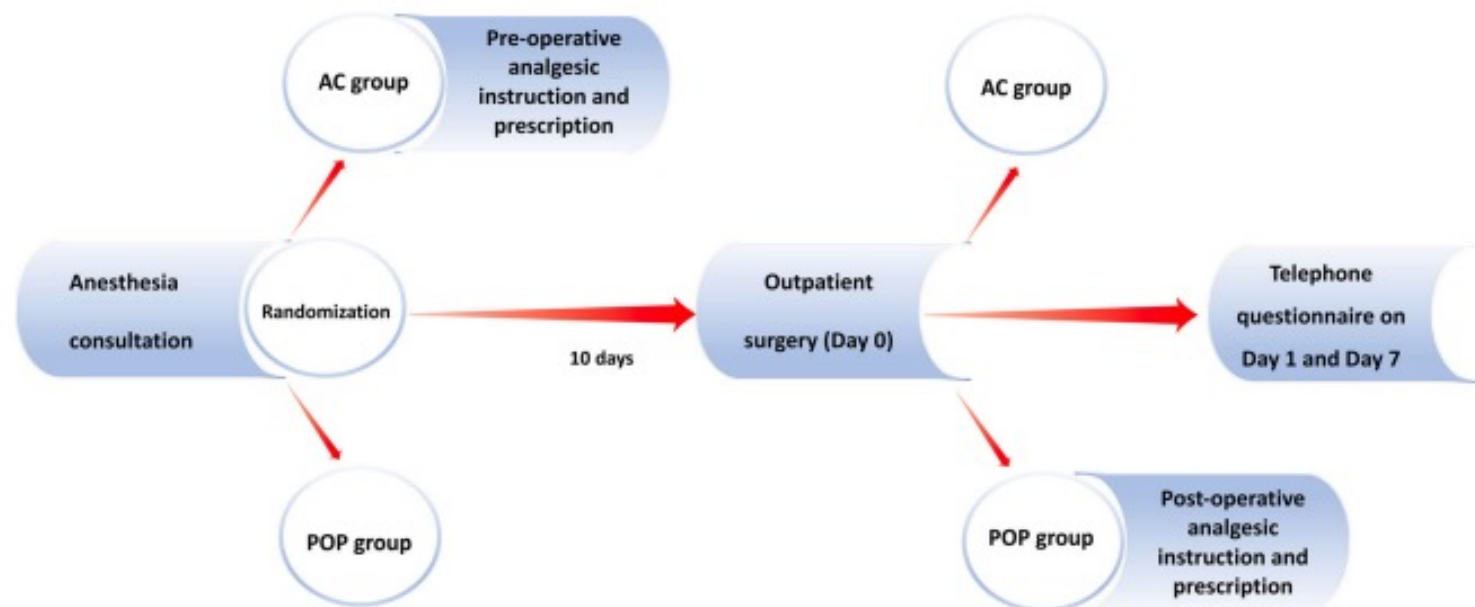 AC group
Pre-operative
analgesic
instruction and
prescription
AC group
Anesthesia
consultation
Randomization
10 days
Outpatient
surgery (Day 0)
Telephone
questionnaire on
Day 1 and Day 7
POP group
POP group
Post-operative
analgesic
instruction and
prescription